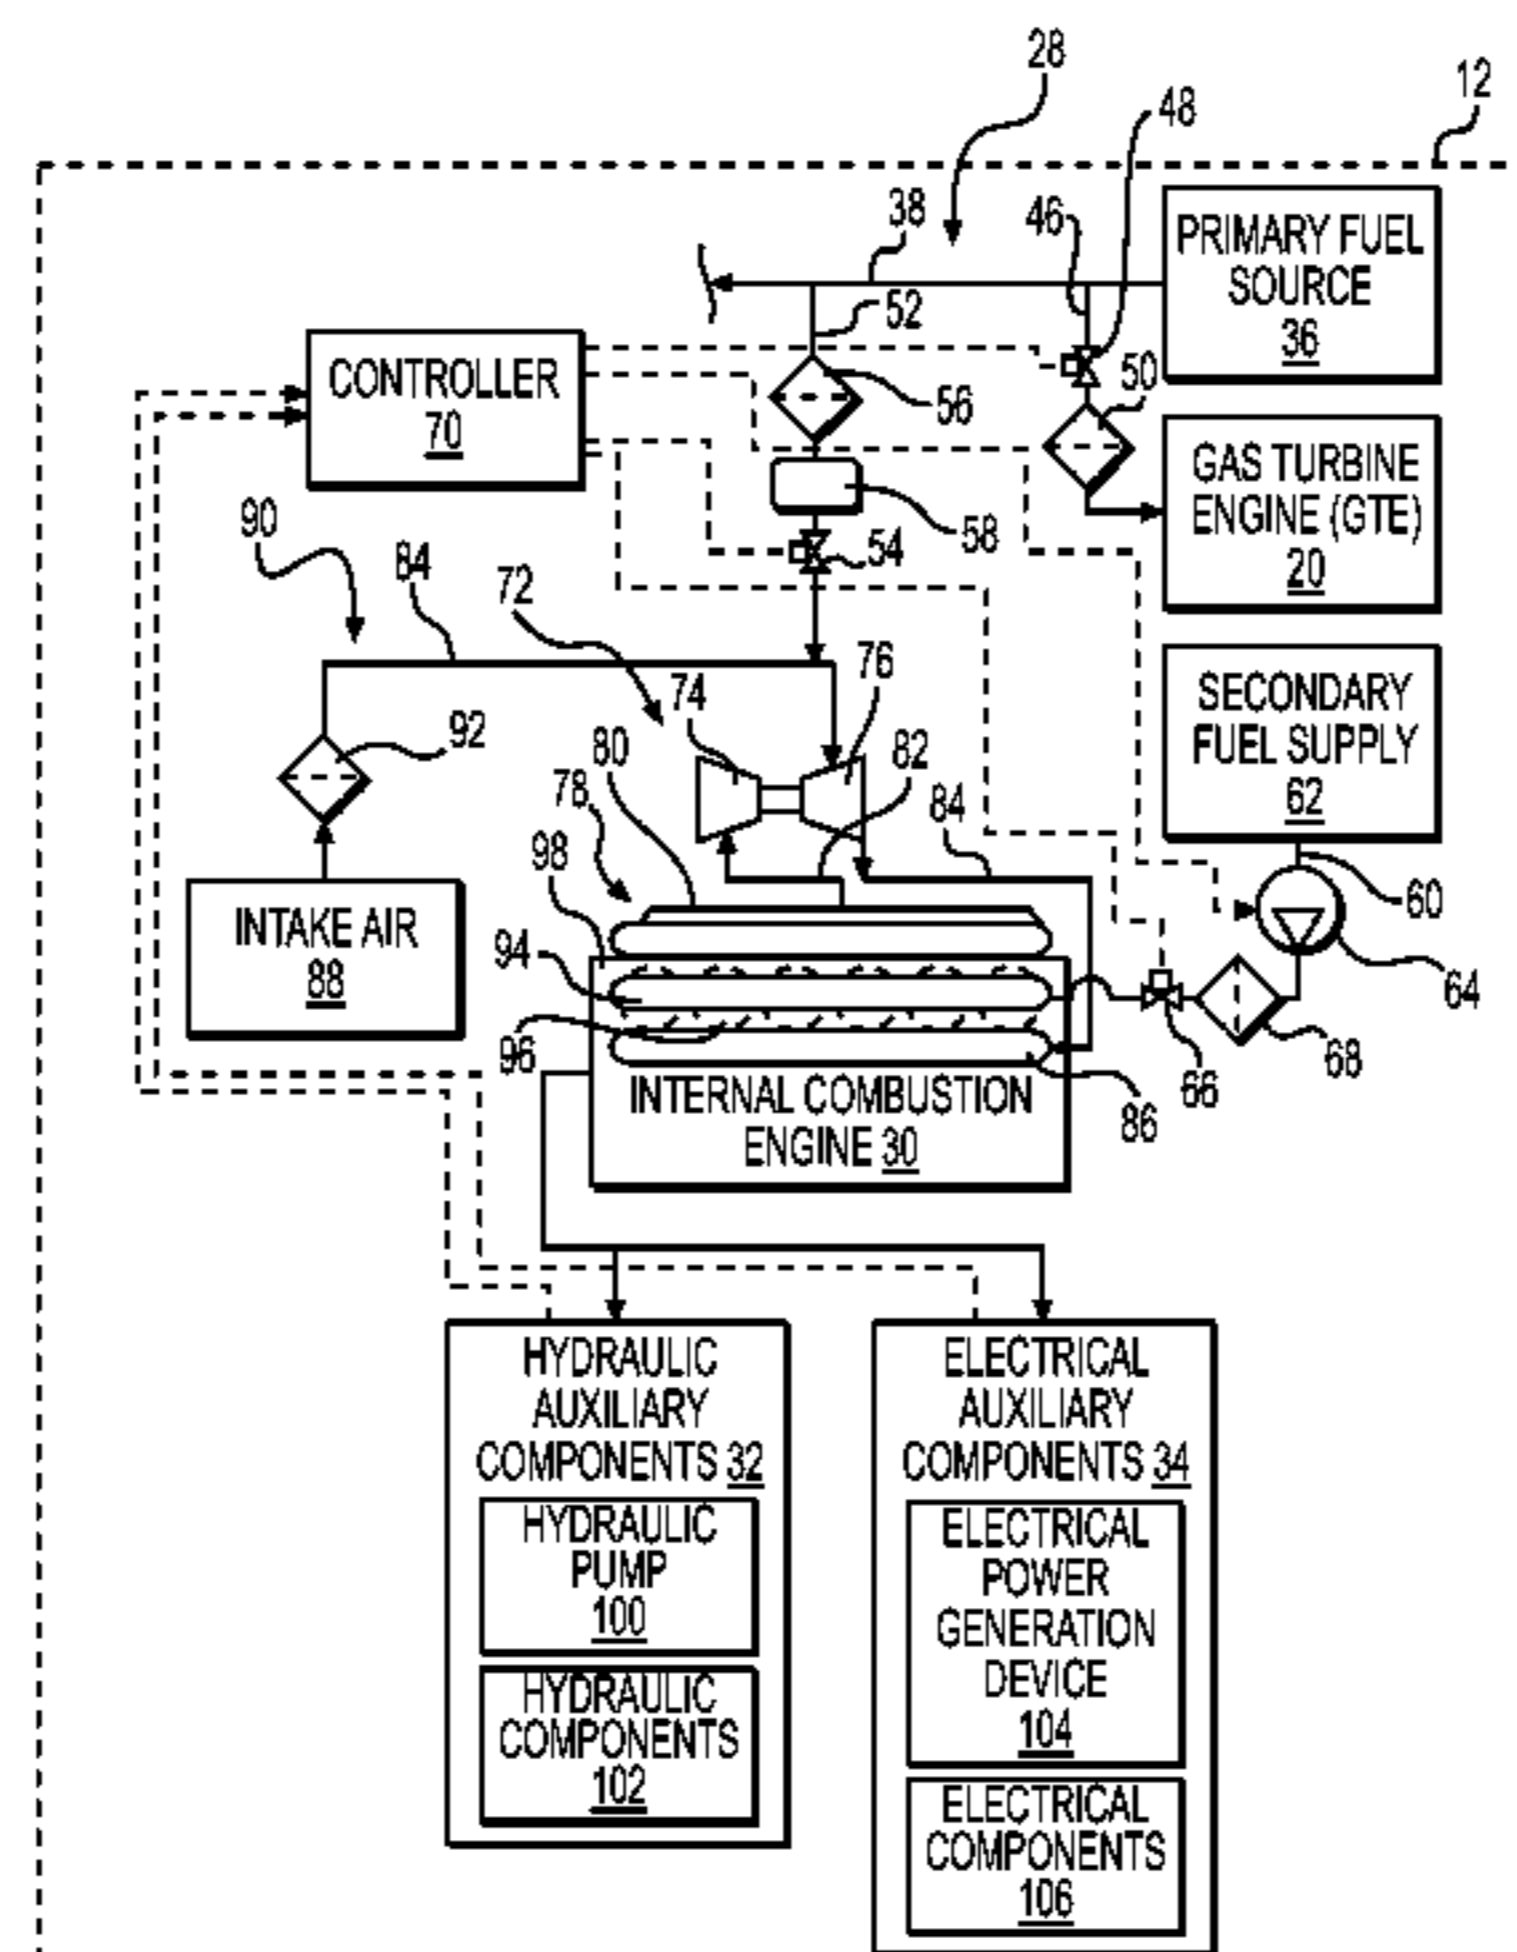 28
12
48
38
46
PRIMARY FUEL
SOURCE
36
52
CONTROLLER
70
56
50
GAS TURBINE
ENGINE (GTE)
20
90
84
58
54
72
76
74
SECONDARY
FUEL SUPPLY
62
92
80
82
78
84
98
60
INTAKE AIR
88
94
64
96
68
66
86
INTERNAL COMBUSTION
ENGINE 30
HYDRAULIC
AUXILIARY
COMPONENTS 32
HYDRAULIC
PUMP
100
HYDRAULIC
COMPONENTS
102
ELECTRICAL
AUXILIARY
COMPONENTS 34
ELECTRICAL
POWER
GENERATION
DEVICE
104
ELECTRICAL
COMPONENTS
106